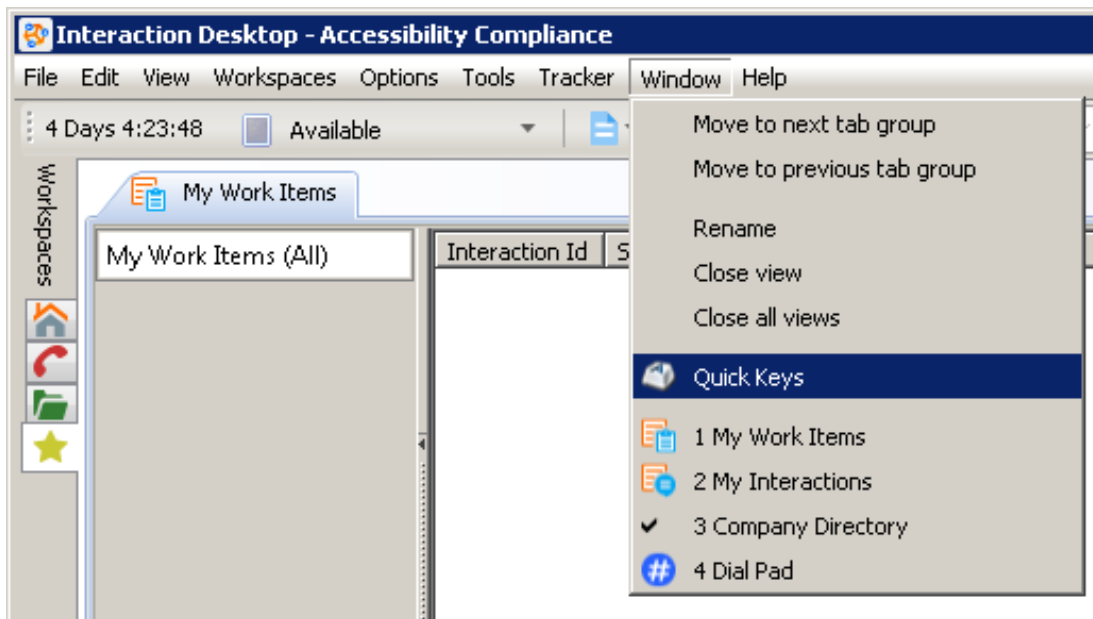 Interaction Desktop - Accessibility Compliance
File Edit View Workspaces Options Tools Tracker Window Help
4 Days 4:23:48 Available
Workspaces
My Work Items
My Work Items (All)
Interaction Id S
Move to next tab group
Move to previous tab group
Rename
Close view
Close all views
Quick Keys
1 My Work Items
2 My Interactions
3 Company Directory
# 4 Dial Pad